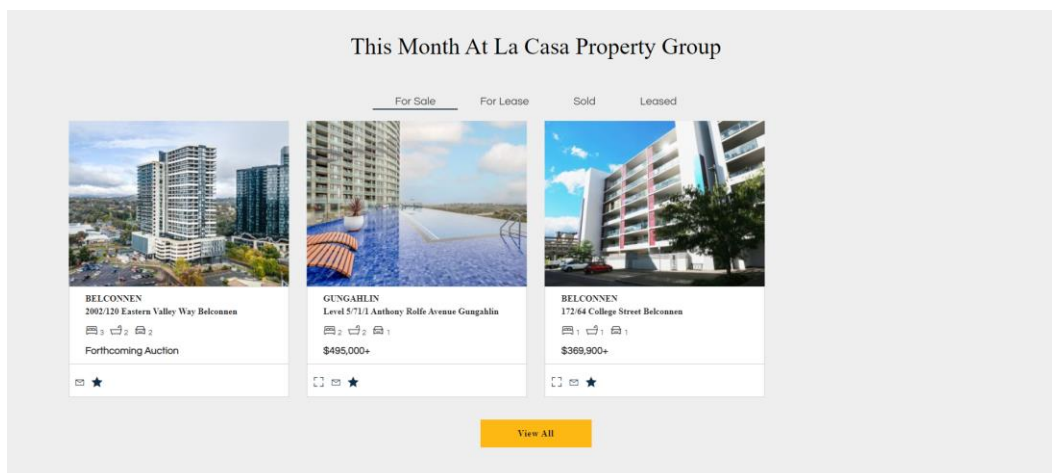 This Month At La Casa Property Group
For Sale For Lease Sold Leased
BELCONNEN
2002/120 Eastern Valley Way Belconnen
3 2 2
Forthcoming Auction
GUNGAHLIN
Level 5/71/1 Anthony Rolfe Avenue Gungahlin
2 2 1
$495,000+
BELCONNEN
172/64 College Street Belconnen
1 1 1
$369,900+
View All